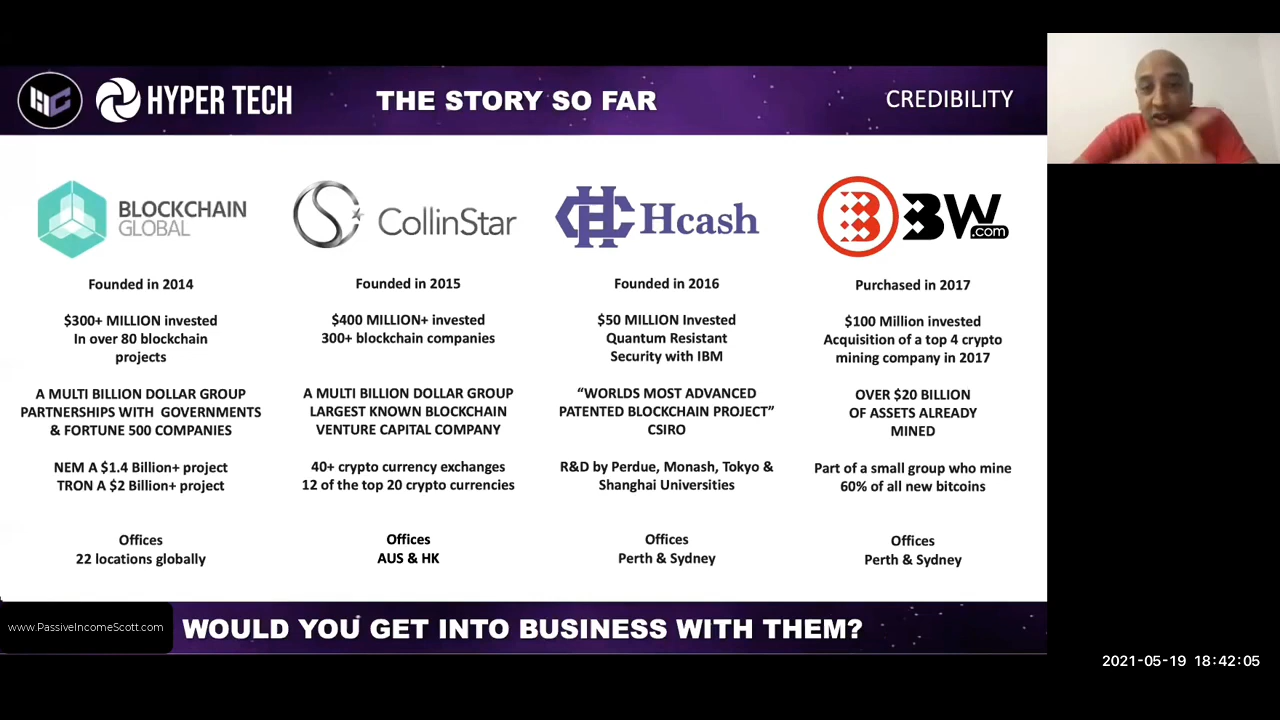 HC HYPER TECH
THE STORY SO FAR
CREDIBILITY
BLOCKCHAIN
GLOBAL
Founded in 2014
$300+ MILLION invested
In over 80 blockchain
projects
A MULTI BILLION DOLLAR GROUP
PARTNERSHIPS WITH GOVERNMENTS
& FORTUNE 500 COMPANIES
NEM A $1.4 Billion+ project
TRON A $2 Billion+ project
Offices
22 locations globally
CollinStar
Founded in 2015
$400 MILLION+ invested
300+ blockchain companies
A MULTI BILLION DOLLAR GROUP
LARGEST KNOWN BLOCKCHAIN
VENTURE CAPITAL COMPANY
40+ crypto currency exchanges
12 of the top 20 crypto currencies
Offices
AUS & HK
Hcash
Founded in 2016
$50 MILLION Invested
Quantum Resistant
Security with IBM
“WORLDS MOST ADVANCED
PATENTED BLOCKCHAIN PROJECT”
CSIRO
R&D by Perdue, Monash, Tokyo &
Shanghai Universities
Offices
Perth & Sydney
BW
.com
Purchased in 2017
$100 Million invested
Acquisition of a top 4 crypto
mining company in 2017
OVER $20 BILLION
OF ASSETS ALREADY
MINED
Part of a small group who mine
60% of all new bitcoins
Offices
Perth & Sydney
www.PassiveIncomeScott.com
WOULD YOU GET INTO BUSINESS WITH THEM?
2021-05-19 18:42:05